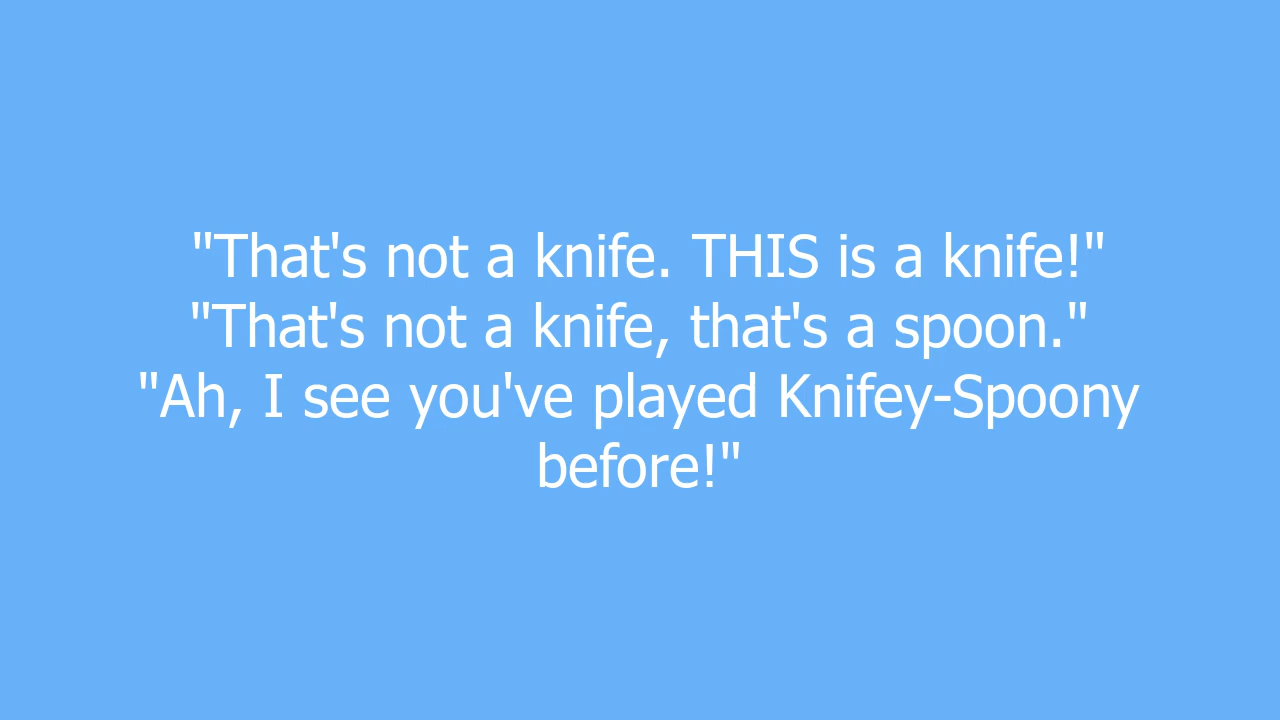 "That's not a knife. THIS is a knife!"
"That's not a knife, that's a spoon."
"Ah, I see you've played Knifey-Spoony
before!"